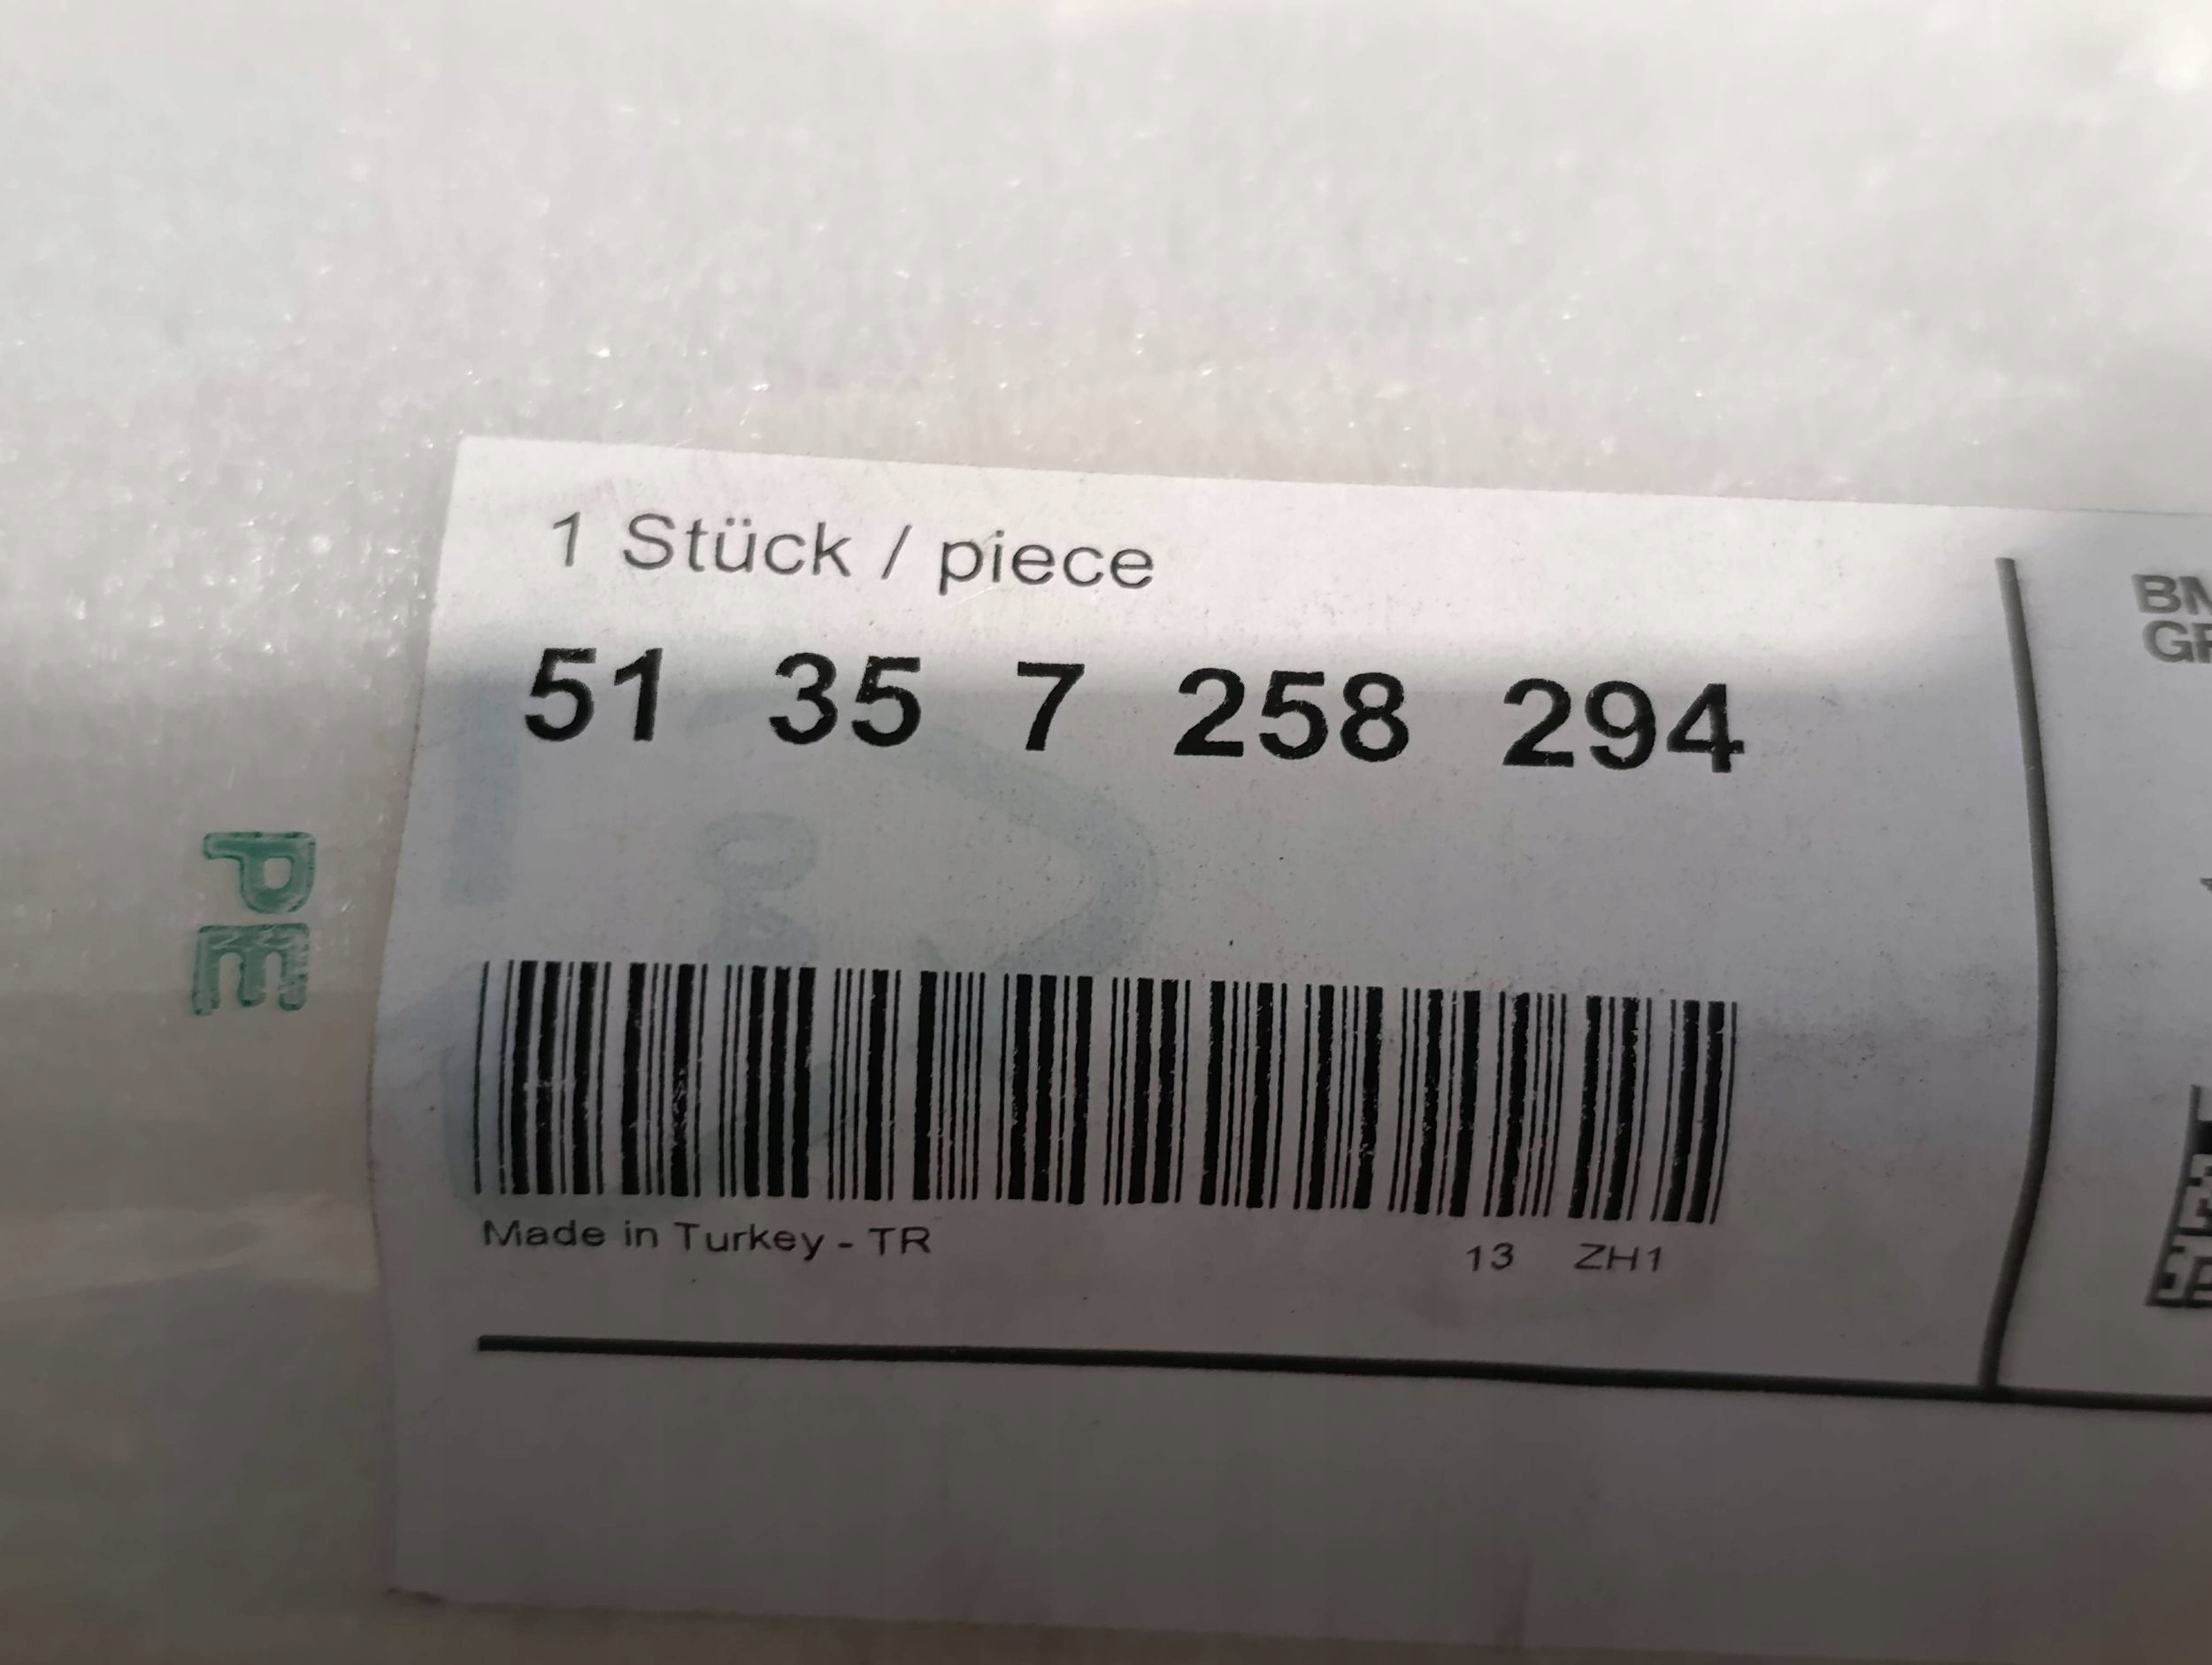 1 Stück / piece
51 35 7 258 294
Made in Turkey - TR
13 ZH1
PE